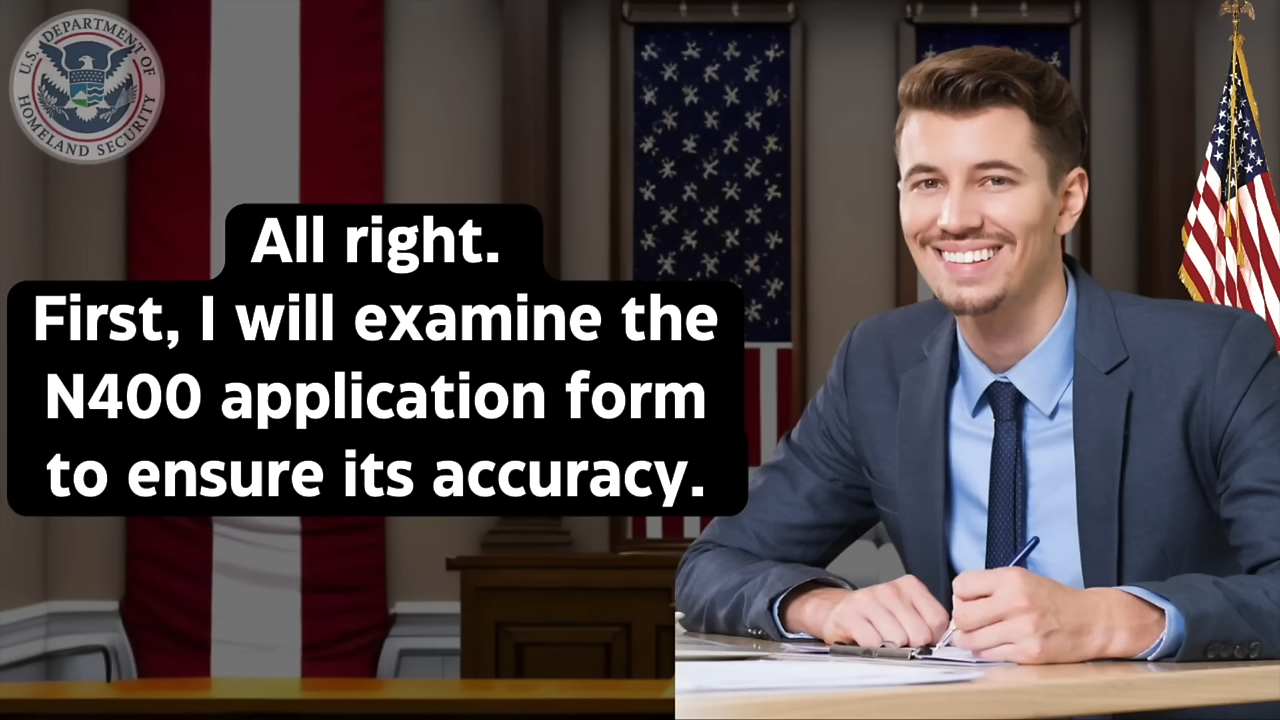 U.S. DEPARTMENT OF
HOMELAND SECURITY
All right.
First, I will examine the
N400 application form
to ensure its accuracy.